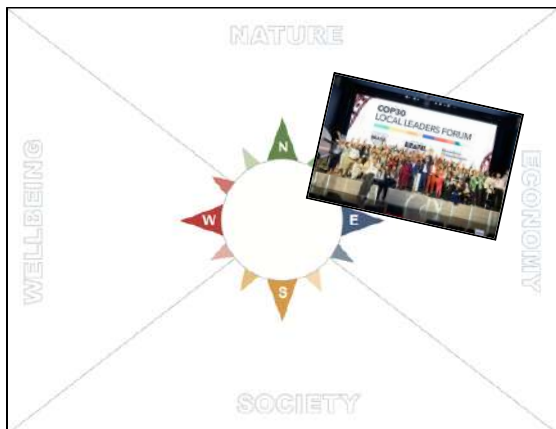 NATURE
COP30
LOCAL LEADERS FORUM
N
WELLBEING
W
E
ECONOMY
S
SOCIETY